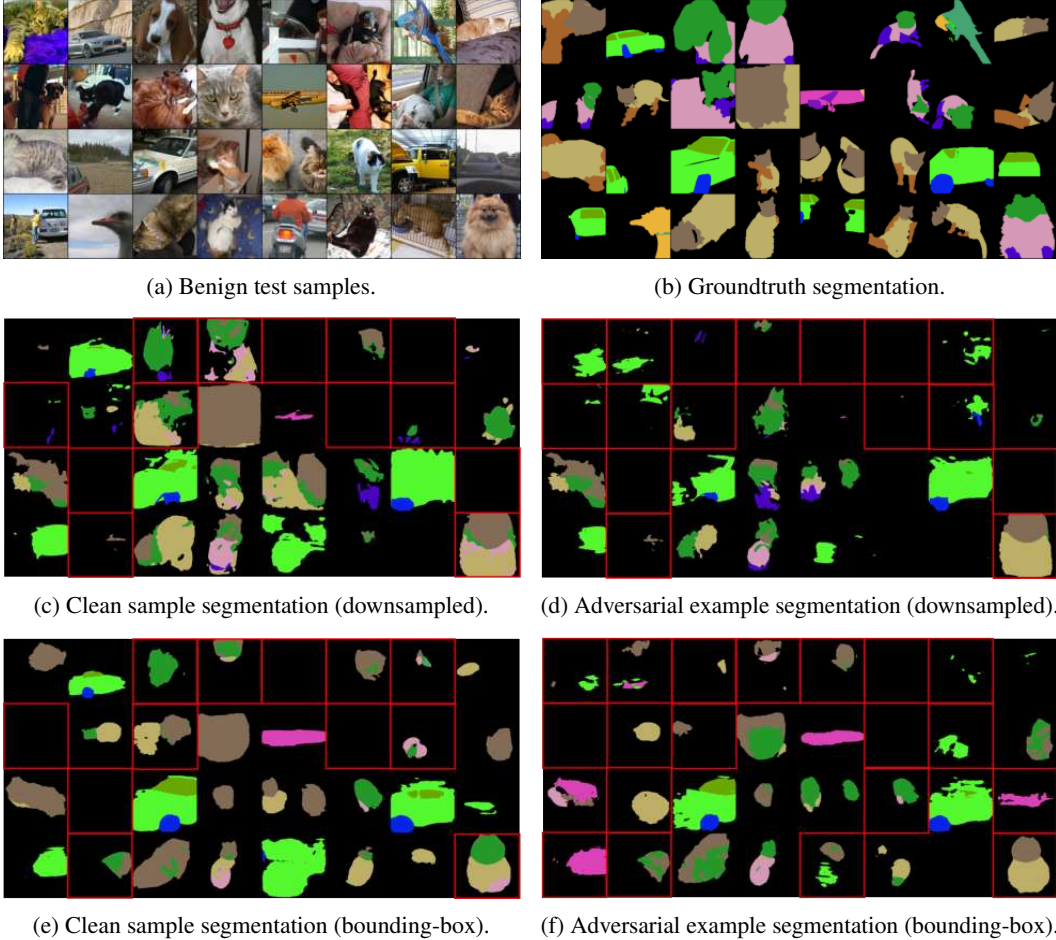 (a) Benign test samples.
(b) Groundtruth segmentation.
(c) Clean sample segmentation (downsampled).
(d) Adversarial example segmentation (downsampled).
(e) Clean sample segmentation (bounding-box).
(f) Adversarial example segmentation (bounding-box).